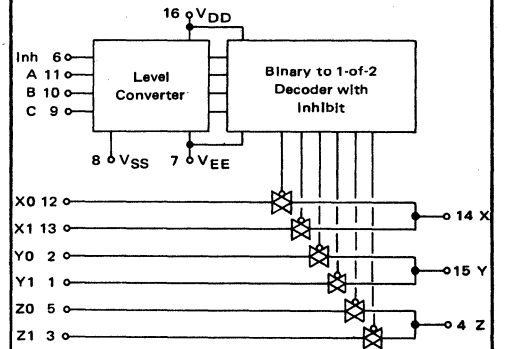 16 VDD
Inh 6
A 11
B 10
C 9
Level
Converter
Binary to 1-of-2
Decoder with
Inhibit
8 VSS
7 VEE
X0 12
X1 13
14 X
Y0 2
Y1 1
15 Y
Z0 5
Z1 3
4 Z